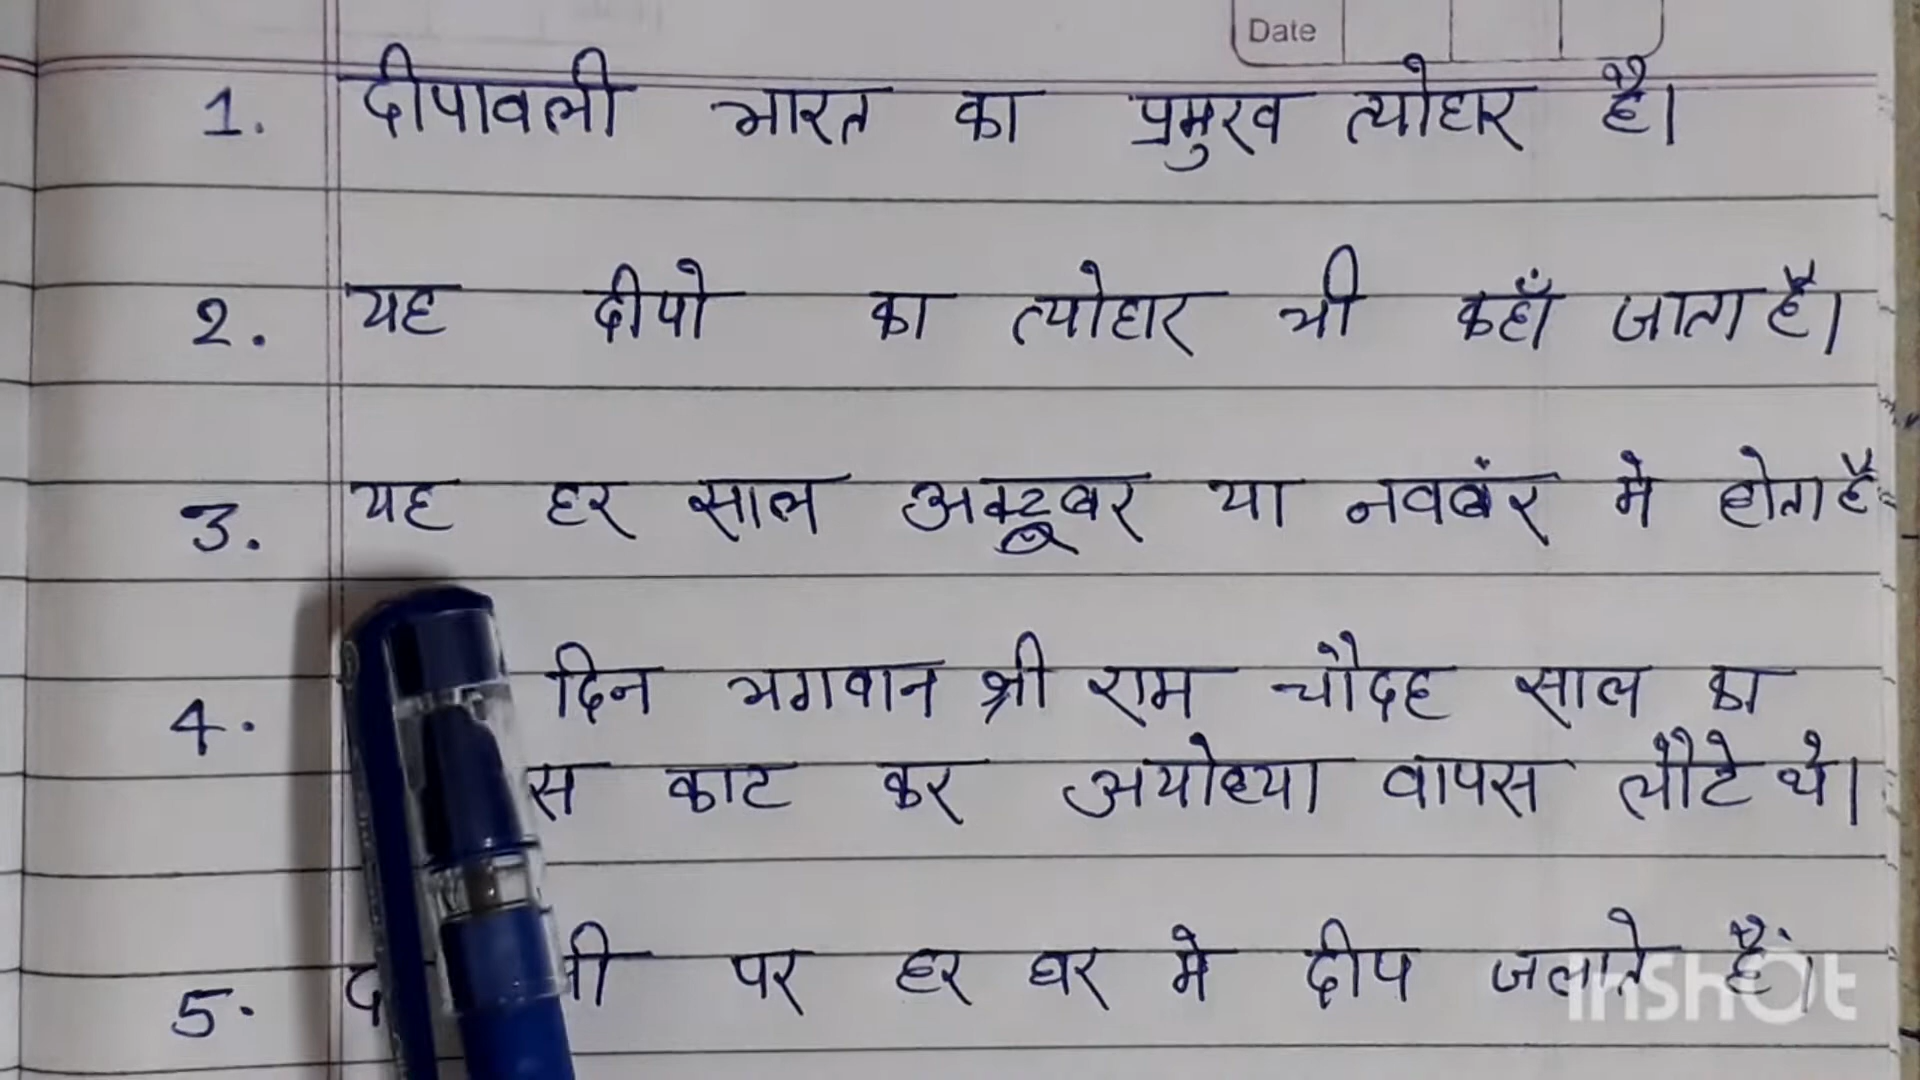 Date
1. दीपावली भारत का प्रमुख त्योहार है।
2. यह दीपो का त्योहार भी कहाँ जाता है।
3. यह हर साल अक्टूबर या नवबंर मे होता है
4. दिन भगवान श्री राम चौदह साल का
स काट कर अयोध्या वापस लौटे थे।
5. पर हर घर मे दीप जलाते हैं।
InShOt